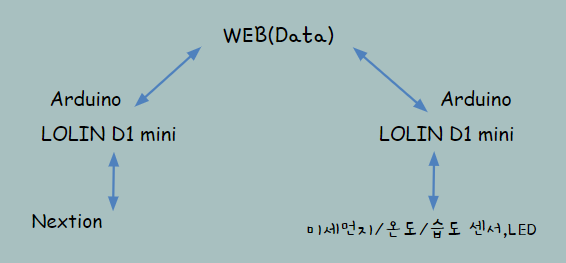 WEB(Data)
Arduino
LOLIN D1 mini
Nextion
Arduino
LOLIN D1 mini
미세먼지/온도/습도 센서,LED